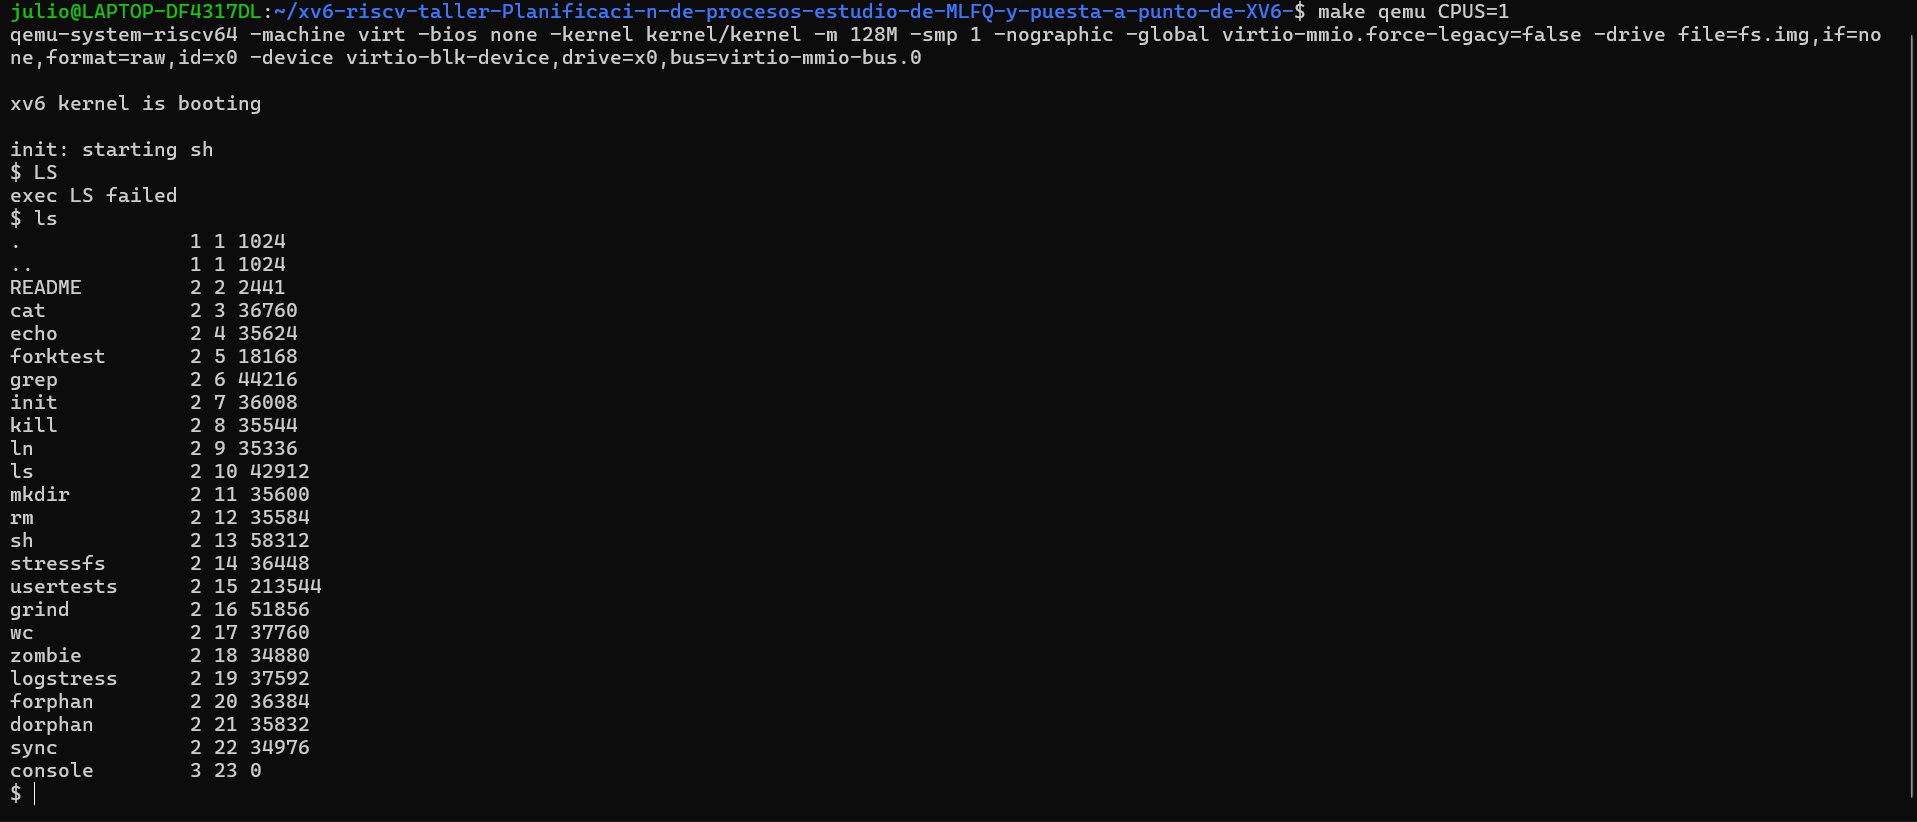 julio@LAPTOP-DF4317DL:~/xv6-riscv-taller-Planificaci-n-de-procesos-estudio-de-MLFQ-y-puesta-a-punto-de-XV6-$ make qemu CPUS=1
qemu-system-riscv64 -machine virt -bios none -kernel kernel/kernel -m 128M -smp 1 -nographic -global virtio-mmio.force-legacy=false -drive file=fs.img,if=no
ne,format=raw,id=x0 -device virtio-blk-device,drive=x0,bus=virtio-mmio-bus.0
xv6 kernel is booting
init: starting sh
$ LS
exec LS failed
$ ls
.              1 1 1024
..             1 1 1024
README         2 2 2441
cat            2 3 36760
echo           2 4 35624
forktest       2 5 18168
grep           2 6 44216
init           2 7 36008
kill           2 8 35544
ln             2 9 35336
ls             2 10 42912
mkdir          2 11 35600
rm             2 12 35584
sh             2 13 58312
stressfs       2 14 36448
usertests      2 15 213544
grind          2 16 51856
wc             2 17 37760
zombie         2 18 34880
logstress      2 19 37592
forphan        2 20 36384
dorphan        2 21 35832
sync           2 22 34976
console        3 23 0
$